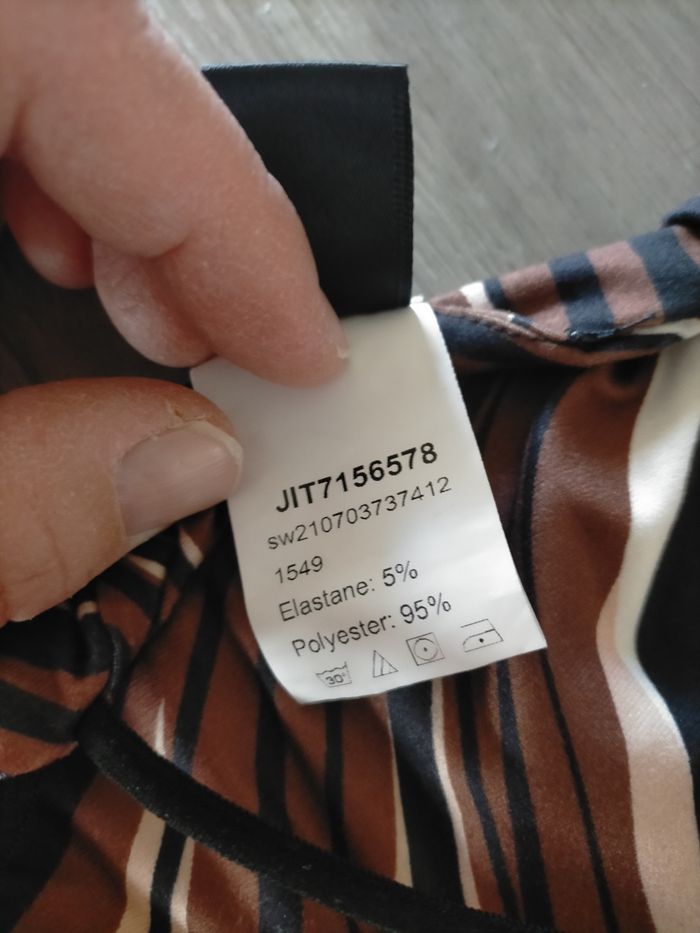 JIT7156578
sw210703737412
1549
Elastane: 5%
Polyester: 95%
30°